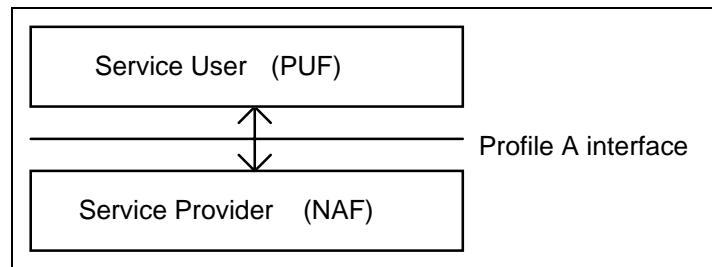 Service User (PUF)
Profile A interface
Service Provider (NAF)